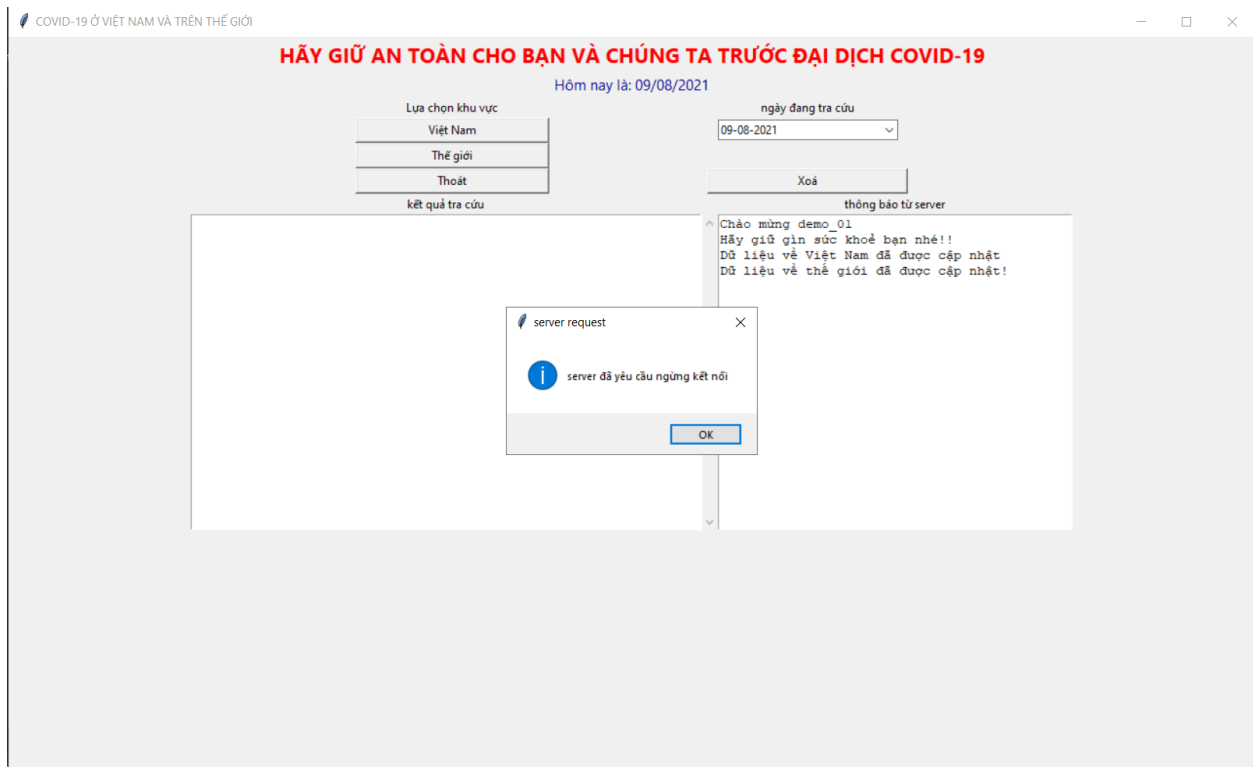 COVID-19 Ở VIỆT NAM VÀ TRÊN THẾ GIỚI
HÃY GIỮ AN TOÀN CHO BẠN VÀ CHÚNG TA TRƯỚC ĐẠI DỊCH COVID-19
Hôm nay là: 09/08/2021
Lựa chọn khu vực
ngày đang tra cứu
Việt Nam
09-08-2021
Thế giới
Thoát
Xoá
kết quả tra cứu
thông báo từ server
Chào mừng demo_01
Hãy giữ gìn sức khoẻ bạn nhé!!
Dữ liệu về Việt Nam đã được cập nhật
Dữ liệu về thế giới đã được cập nhật!
server request
server đã yêu cầu ngừng kết nối
OK